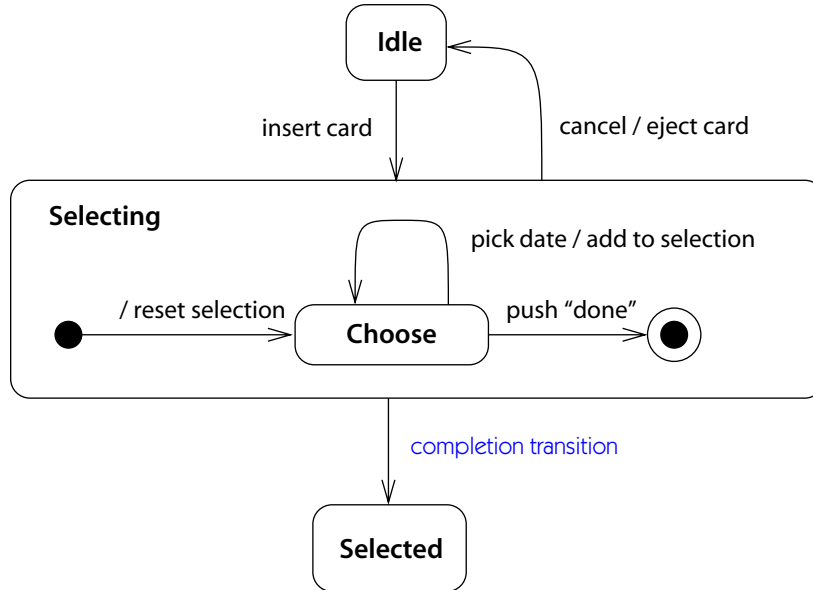 Idle
insert card
cancel / eject card
Selecting
pick date / add to selection
/ reset selection
push “done”
Choose
completion transition
Selected